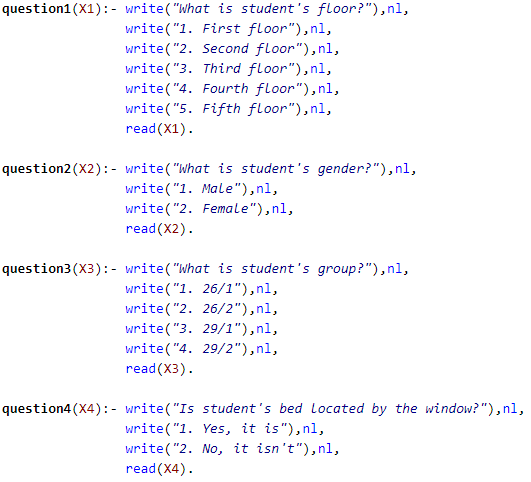 question1(X1):- write("What is student's floor?"),nl,
write("1. First floor"),nl,
write("2. Second floor"),nl,
write("3. Third floor"),nl,
write("4. Fourth floor"),nl,
write("5. Fifth floor"),nl,
read(X1).
question2(X2):- write("What is student's gender?"),nl,
write("1. Male"),nl,
write("2. Female"),nl,
read(X2).
question3(X3):- write("What is student's group?"),nl,
write("1. 26/1"),nl,
write("2. 26/2"),nl,
write("3. 29/1"),nl,
write("4. 29/2"),nl,
read(X3).
question4(X4):- write("Is student's bed located by the window?"),nl,
write("1. Yes, it is"),nl,
write("2. No, it isn't"),nl,
read(X4).